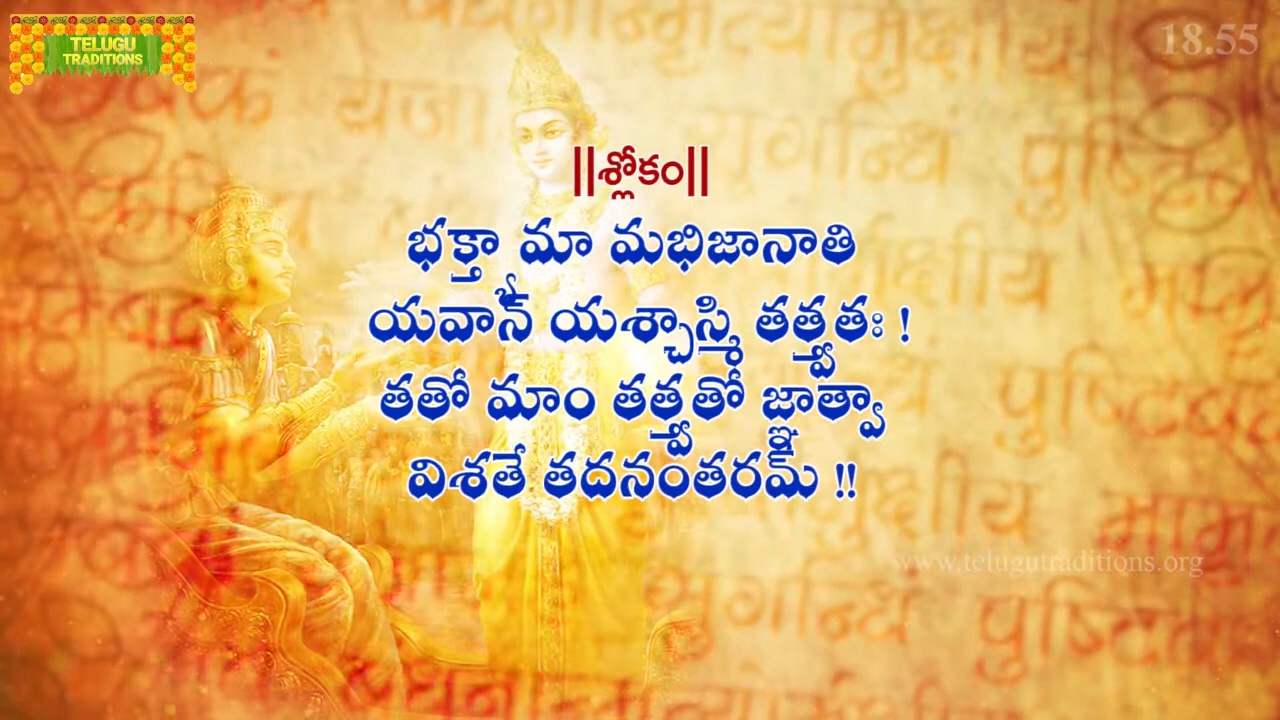 TELUGU
TRADITIONS
18.55
||శ్లోకం||
భక్త్యా మా మభిజానాతి
యవాన్ యశ్చాస్మి తత్త్వతః !
తతో మాం తత్త్వతో జ్ఞాత్వా
విశతే తదనంతరమ్ !!
www.telugutraditions.org